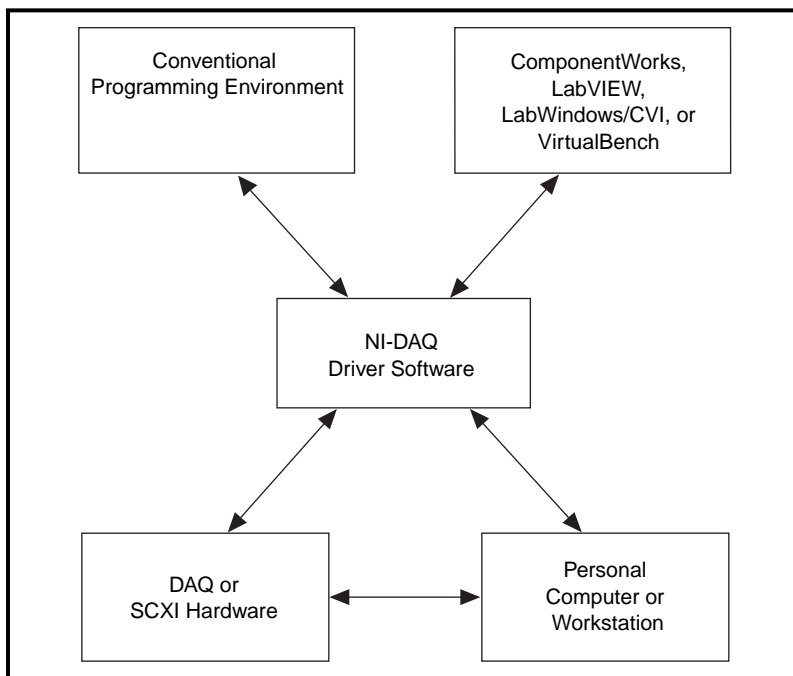 Conventional
Programming Environment
ComponentWorks,
LabVIEW,
LabWindows/CVI, or
VirtualBench
NI-DAQ
Driver Software
DAQ or
SCXI Hardware
Personal
Computer or
Workstation